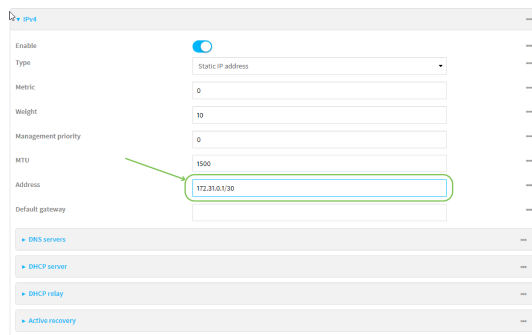 IPv4
Enable
Type Static IP address
Metric 0
Weight 10
Management priority 0
MTU 1500
Address 172.31.0.1/30
Default gateway
DNS servers
DHCP server
DHCP relay
Active recovery